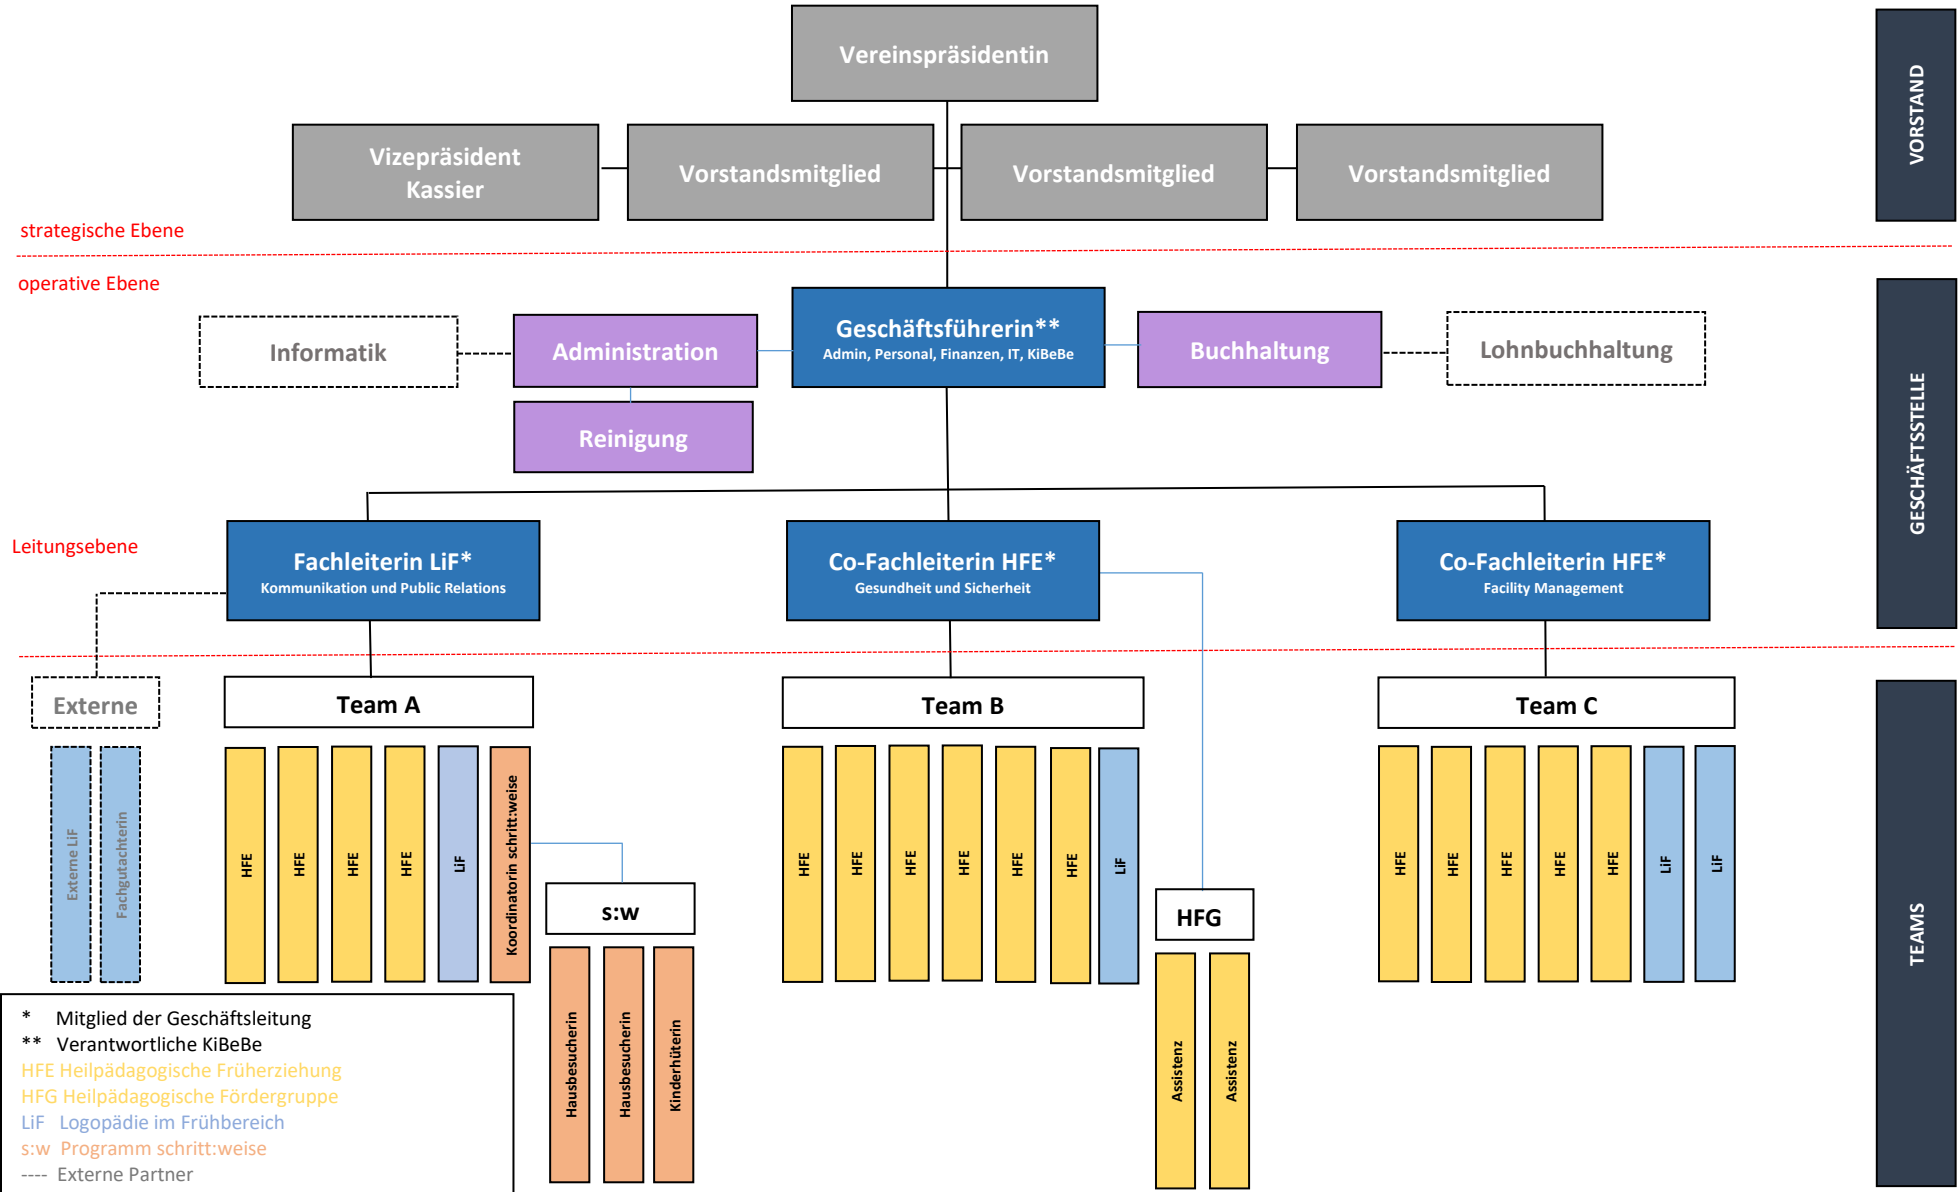 Vereinspräsidentin
VORSTAND
Vizepräsident
Kassier
Vorstandsmitglied
Vorstandsmitglied
Vorstandsmitglied
strategische Ebene
operative Ebene
Informatik
Administration
Geschäftsführerin**
Admin, Personal, Finanzen, IT, KiBeBe
Buchhaltung
Lohnbuchhaltung
Reinigung
GESCHÄFTSSTELLE
Leitungsebene
Fachleiterin LiF*
Kommunikation und Public Relations
Co-Fachleiterin HFE*
Gesundheit und Sicherheit
Co-Fachleiterin HFE*
Facility Management
Externe
Team A
Team B
Team C
TEAMS
Externe LiF
Fachgutachterin
HFE
HFE
HFE
HFE
LiF
Koordinatorin schritt:weise
HFE
HFE
HFE
HFE
HFE
HFE
LiF
HFE
HFE
HFE
HFE
HFE
LiF
LiF
s:w
HFG
Hausbesucherin
Hausbesucherin
Kinderhüterin
Assistenz
Assistenz
* Mitglied der Geschäftsleitung
** Verantwortliche KiBeBe
HFE Heilpädagogische Früherziehung
HFG Heilpädagogische Fördergruppe
LiF Logopädie im Frühbereich
s:w Programm schritt:weise
---- Externe Partner